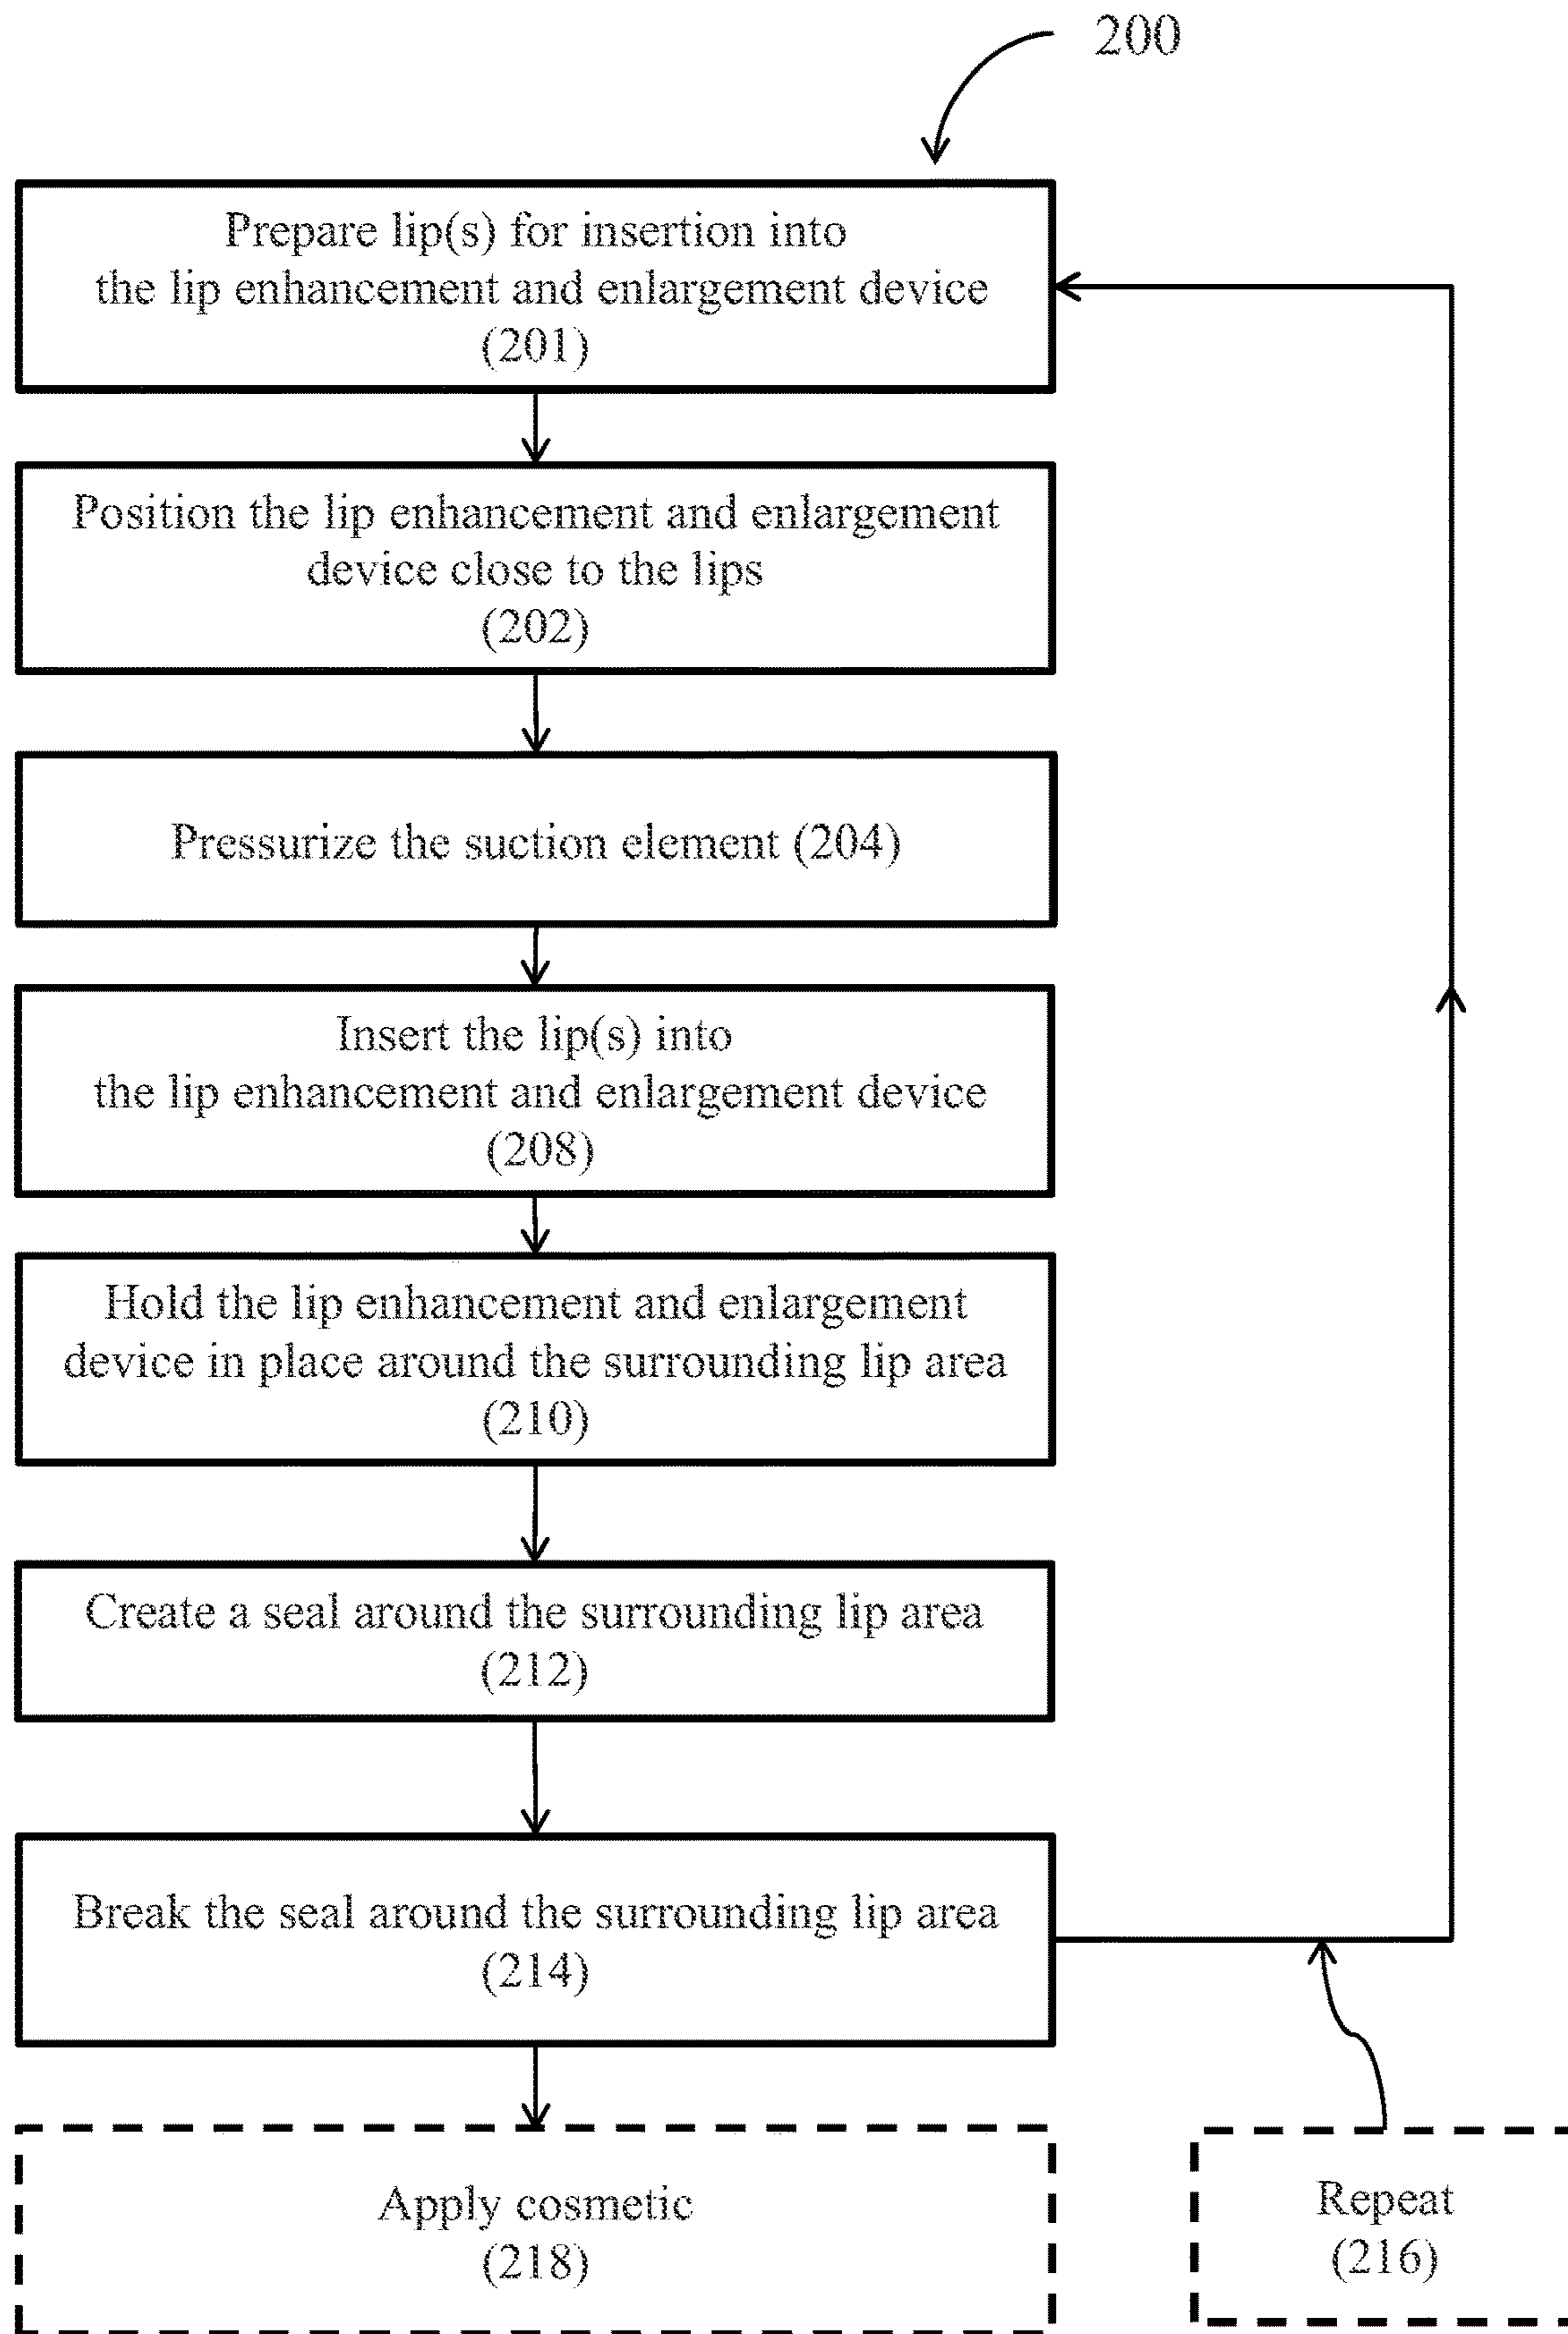 200
Prepare lip(s) for insertion into
the lip enhancement and enlargement device
(201)
Position the lip enhancement and enlargement
device close to the lips
(202)
Pressurize the suction element (204)
Insert the lip(s) into
the lip enhancement and enlargement device
(208)
Hold the lip enhancement and enlargement
device in place around the surrounding lip area
(210)
Create a seal around the surrounding lip area
(212)
Break the seal around the surrounding lip area
(214)
Apply cosmetic
(218)
Repeat
(216)